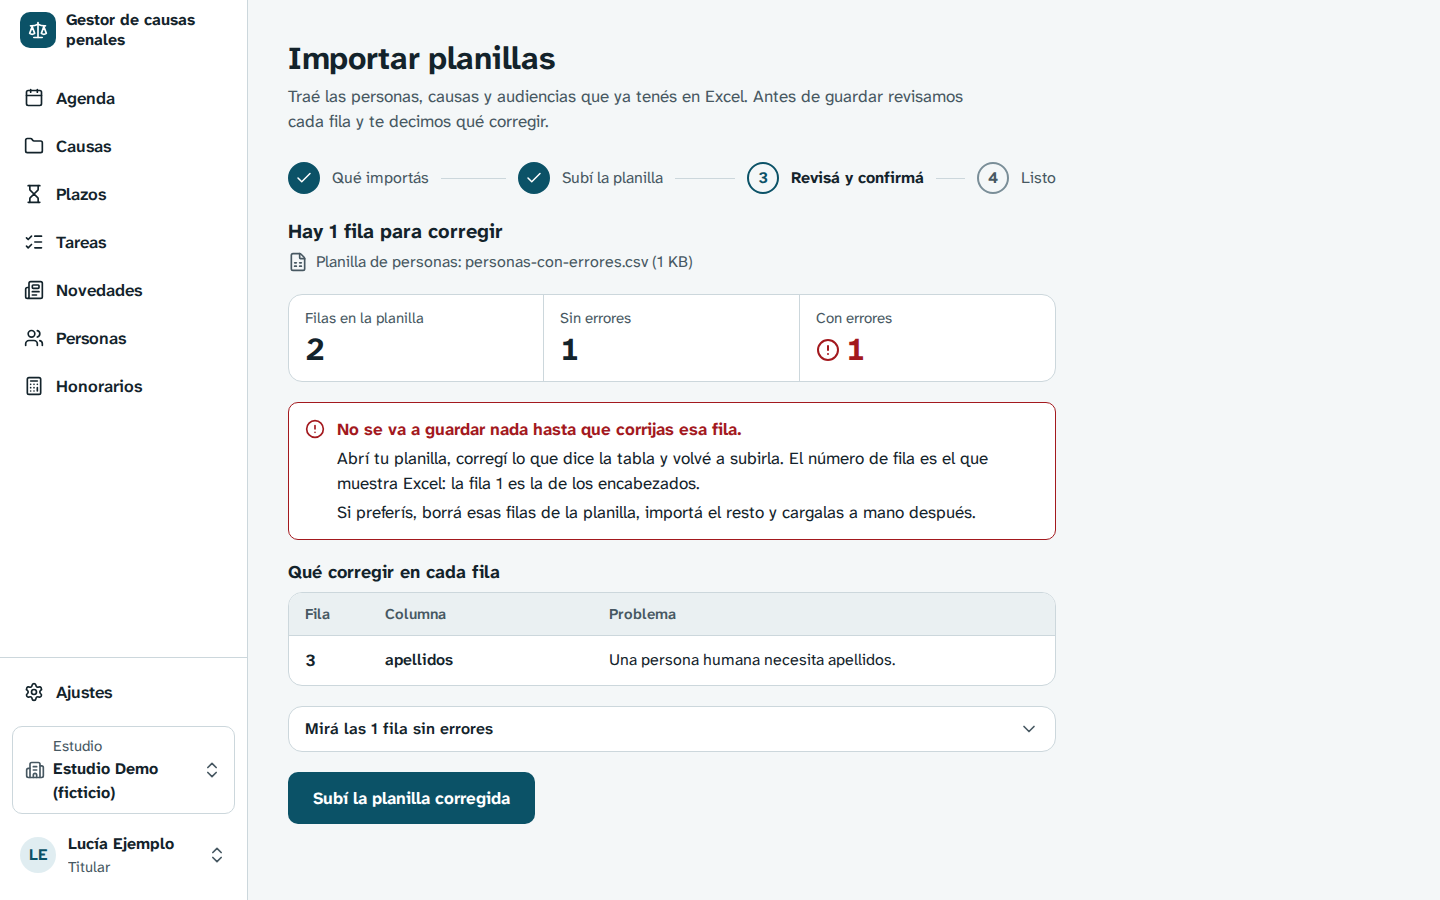 Gestor de causas
penales
Agenda
Causas
Plazos
Tareas
Novedades
Personas
Honorarios
Ajustes
Estudio
Estudio Demo
(ficticio)
LE
Lucía Ejemplo
Titular
Importar planillas
Traé las personas, causas y audiencias que ya tenés en Excel. Antes de guardar revisamos
cada fila y te decimos qué corregir.
Qué importás
Subí la planilla
3 Revisá y confirmá
4 Listo
Hay 1 fila para corregir
Planilla de personas: personas-con-errores.csv (1 KB)
Filas en la planilla
2
Sin errores
1
Con errores
1
No se va a guardar nada hasta que corrijas esa fila.
Abrí tu planilla, corregí lo que dice la tabla y volvé a subirla. El número de fila es el que
muestra Excel: la fila 1 es la de los encabezados.
Si preferís, borrá esas filas de la planilla, importá el resto y cargalas a mano después.
Qué corregir en cada fila
Fila Columna Problema
3 apellidos Una persona humana necesita apellidos.
Mirá las 1 fila sin errores
Subí la planilla corregida